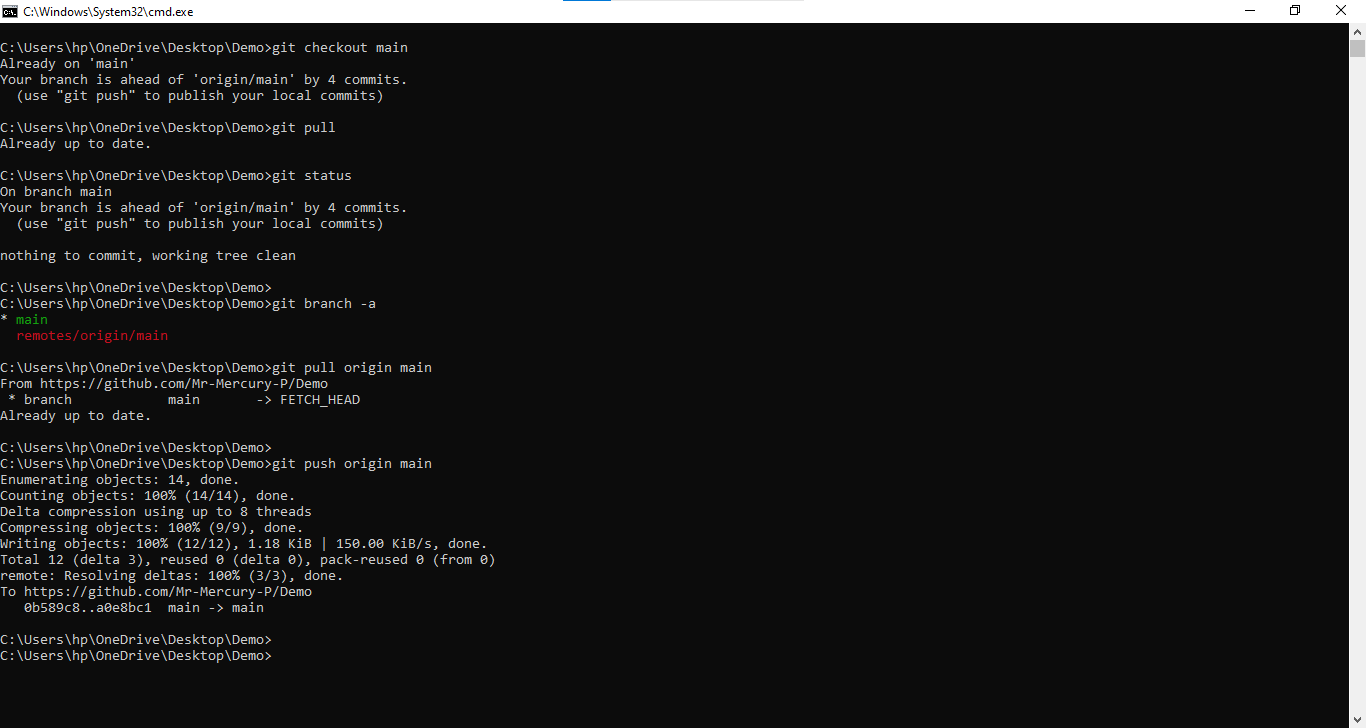 C:\Windows\System32\cmd.exe
C:\Users\hp\OneDrive\Desktop\Demo>git checkout main
Already on 'main'
Your branch is ahead of 'origin/main' by 4 commits.
  (use "git push" to publish your local commits)
C:\Users\hp\OneDrive\Desktop\Demo>git pull
Already up to date.
C:\Users\hp\OneDrive\Desktop\Demo>git status
On branch main
Your branch is ahead of 'origin/main' by 4 commits.
  (use "git push" to publish your local commits)
nothing to commit, working tree clean
C:\Users\hp\OneDrive\Desktop\Demo>
C:\Users\hp\OneDrive\Desktop\Demo>git branch -a
* main
  remotes/origin/main
C:\Users\hp\OneDrive\Desktop\Demo>git pull origin main
From https://github.com/Mr-Mercury-P/Demo
 * branch            main       -> FETCH_HEAD
Already up to date.
C:\Users\hp\OneDrive\Desktop\Demo>
C:\Users\hp\OneDrive\Desktop\Demo>git push origin main
Enumerating objects: 14, done.
Counting objects: 100% (14/14), done.
Delta compression using up to 8 threads
Compressing objects: 100% (9/9), done.
Writing objects: 100% (12/12), 1.18 KiB | 150.00 KiB/s, done.
Total 12 (delta 3), reused 0 (delta 0), pack-reused 0 (from 0)
remote: Resolving deltas: 100% (3/3), done.
To https://github.com/Mr-Mercury-P/Demo
   0b589c8..a0e8bc1  main -> main
C:\Users\hp\OneDrive\Desktop\Demo>
C:\Users\hp\OneDrive\Desktop\Demo>